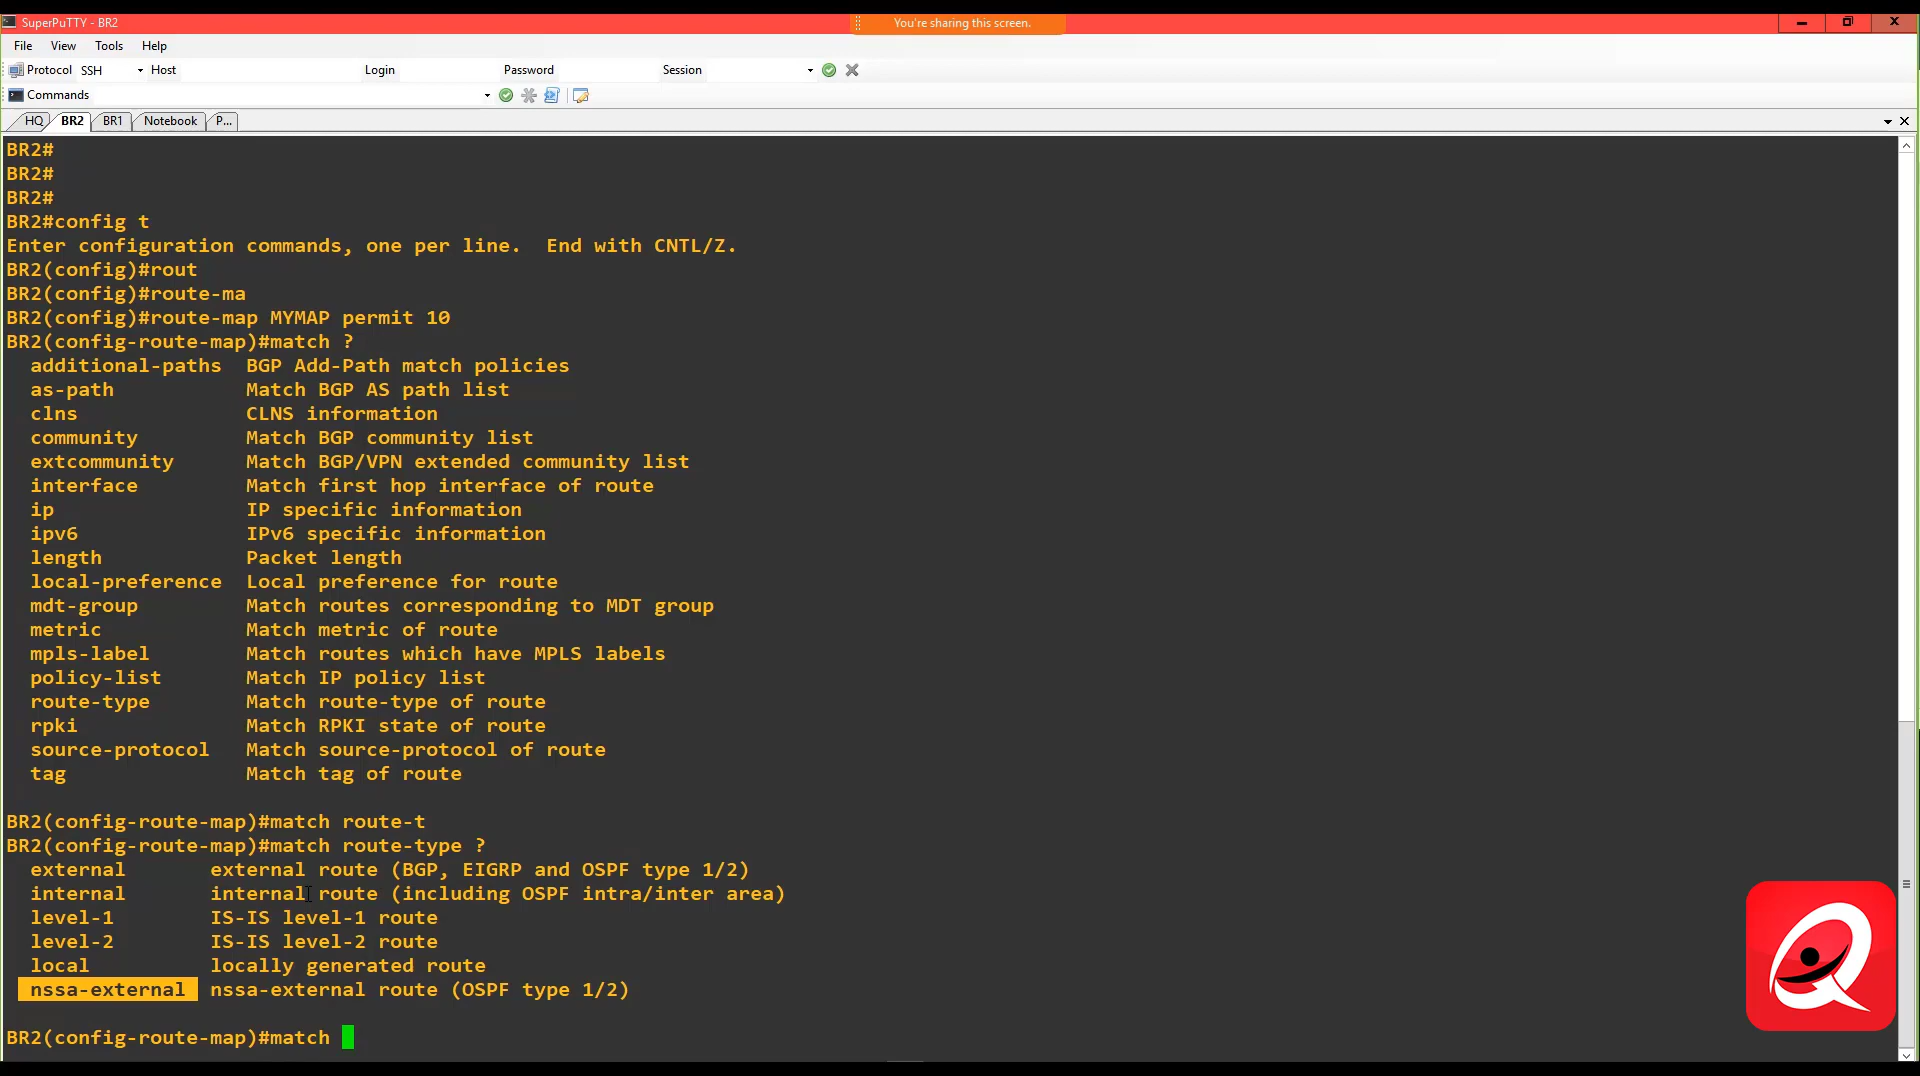 SuperPuTTY - BR2
You're sharing this screen.
File View Tools Help
Protocol SSH Host Login Password Session
Commands
HQ BR2 BR1 Notebook P...
BR2#
BR2#
BR2#
BR2#config t
Enter configuration commands, one per line.  End with CNTL/Z.
BR2(config)#rout
BR2(config)#route-ma
BR2(config)#route-map MYMAP permit 10
BR2(config-route-map)#match ?
additional-paths  BGP Add-Path match policies
as-path           Match BGP AS path list
clns              CLNS information
community         Match BGP community list
extcommunity      Match BGP/VPN extended community list
interface         Match first hop interface of route
ip                IP specific information
ipv6              IPv6 specific information
length            Packet length
local-preference  Local preference for route
mdt-group         Match routes corresponding to MDT group
metric            Match metric of route
mpls-label        Match routes which have MPLS labels
policy-list       Match IP policy list
route-type        Match route-type of route
rpki              Match RPKI state of route
source-protocol   Match source-protocol of route
tag               Match tag of route
BR2(config-route-map)#match route-t
BR2(config-route-map)#match route-type ?
external       external route (BGP, EIGRP and OSPF type 1/2)
internal       internal route (including OSPF intra/inter area)
level-1        IS-IS level-1 route
level-2        IS-IS level-2 route
local          locally generated route
nssa-external  nssa-external route (OSPF type 1/2)
BR2(config-route-map)#match